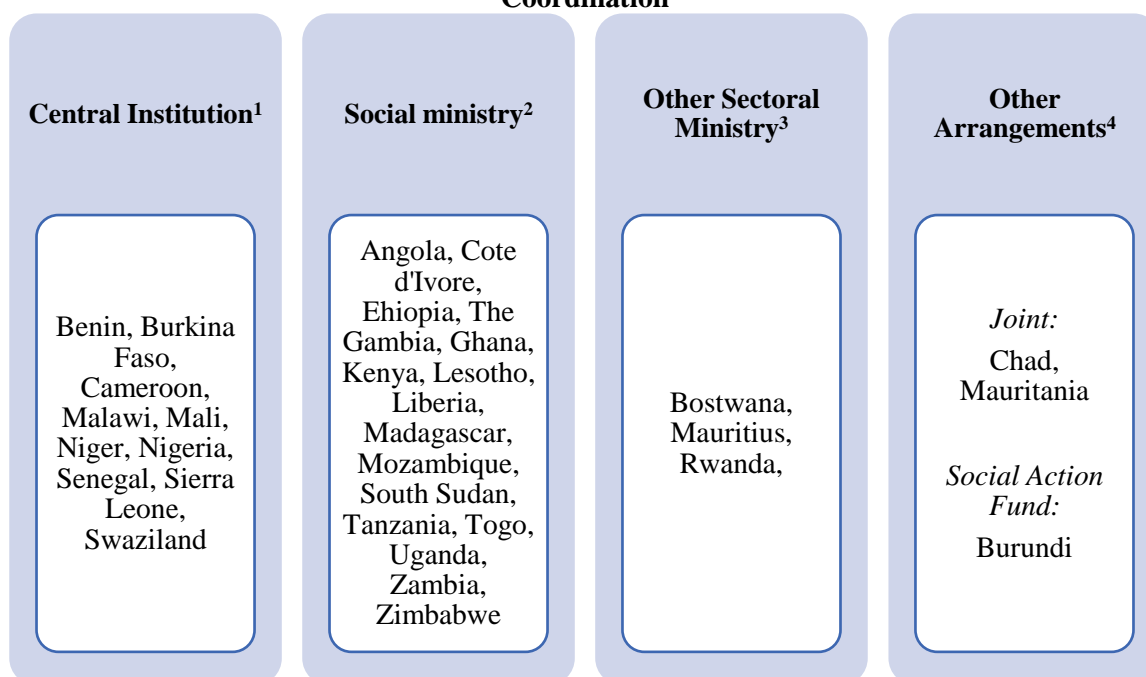 Coordination
Central Institution¹
Benin, Burkina
Faso,
Cameroon,
Malawi, Mali,
Niger, Nigeria,
Senegal, Sierra
Leone,
Swaziland
Social ministry²
Angola, Cote
d'Ivore,
Ehiopia, The
Gambia, Ghana,
Kenya, Lesotho,
Liberia,
Madagascar,
Mozambique,
South Sudan,
Tanzania, Togo,
Uganda,
Zambia,
Zimbabwe
Other Sectoral
Ministry³
Bostwana,
Mauritius,
Rwanda,
Other
Arrangements⁴
Joint:
Chad,
Mauritania
Social Action
Fund:
Burundi